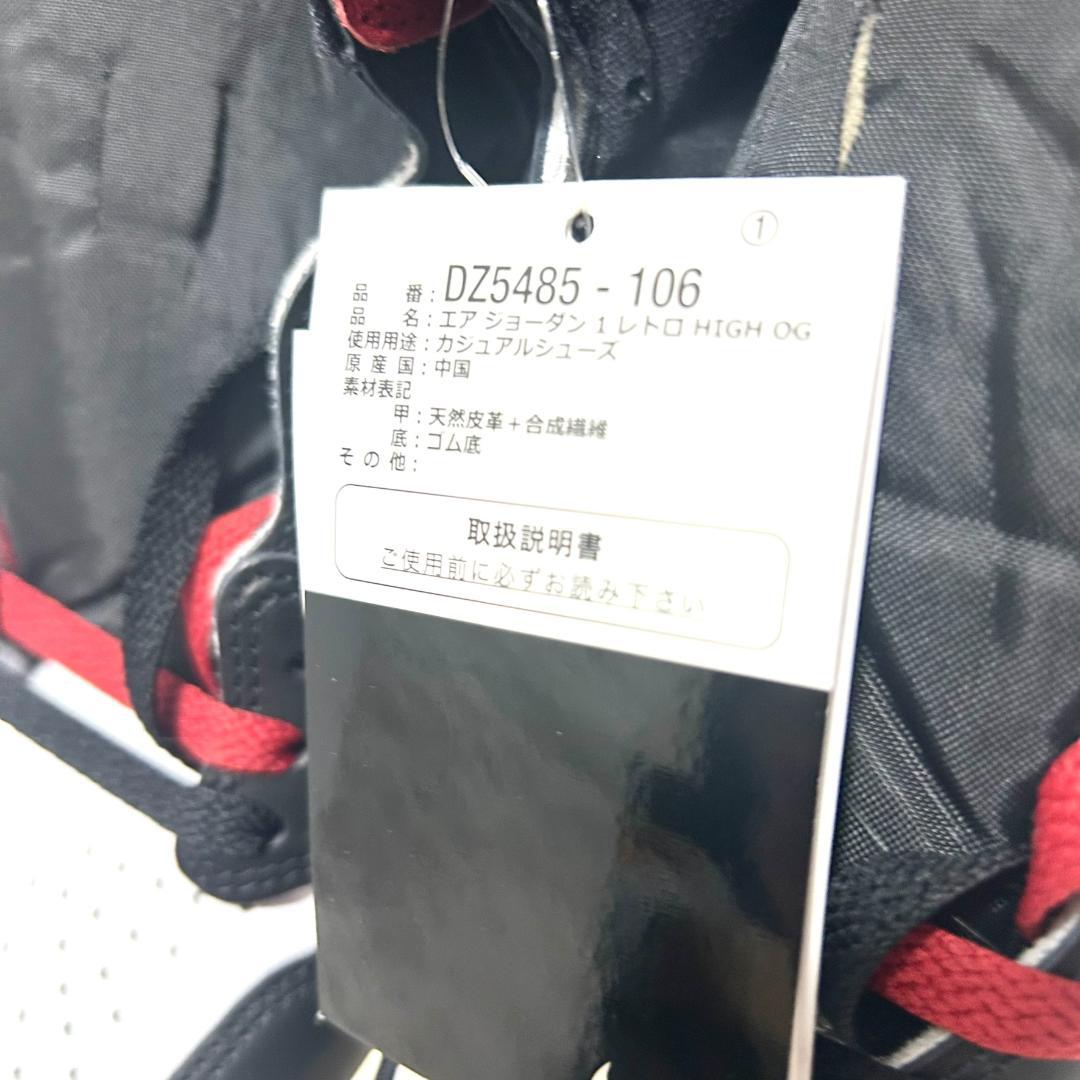 ①
品 番：DZ5485 - 106
品 名：エア ジョーダン 1 レトロ HIGH OG
使用用途：カジュアルシューズ
原 産 国：中国
素材表記
甲：天然皮革＋合成繊維
底：ゴム底
そ の 他：
取扱説明書
ご使用前に必ずお読み下さい